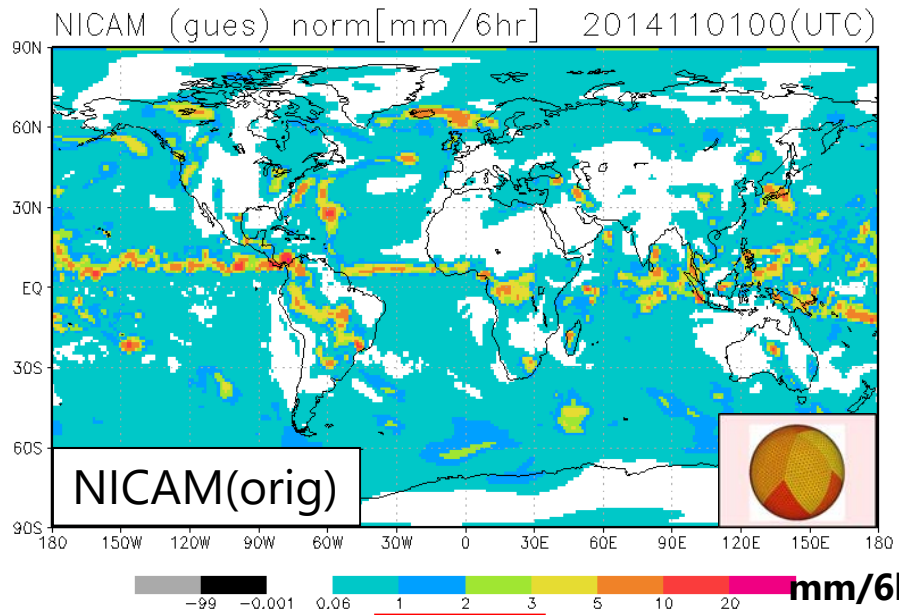 NICAM (gues) norm[mm/6hr] 2014110100(UTC)
90N
60N
30N
EQ
30S
60S
90S
NICAM(orig)
180 150W 120W 90W 60W 30W 0 30E 60E 90E 120E 150E 180
-99 -0.001 0.06 1 2 3 5 10 20 mm/6